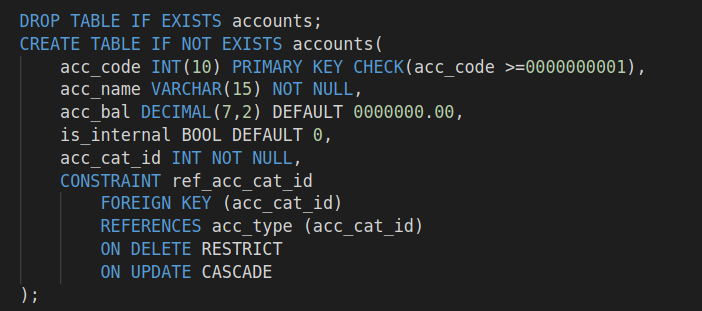 DROP TABLE IF EXISTS accounts;
CREATE TABLE IF NOT EXISTS accounts(
    acc_code INT(10) PRIMARY KEY CHECK(acc_code >=0000000001),
    acc_name VARCHAR(15) NOT NULL,
    acc_bal DECIMAL(7,2) DEFAULT 0000000.00,
    is_internal BOOL DEFAULT 0,
    acc_cat_id INT NOT NULL,
    CONSTRAINT ref_acc_cat_id
        FOREIGN KEY (acc_cat_id)
        REFERENCES acc_type (acc_cat_id)
        ON DELETE RESTRICT
        ON UPDATE CASCADE
);